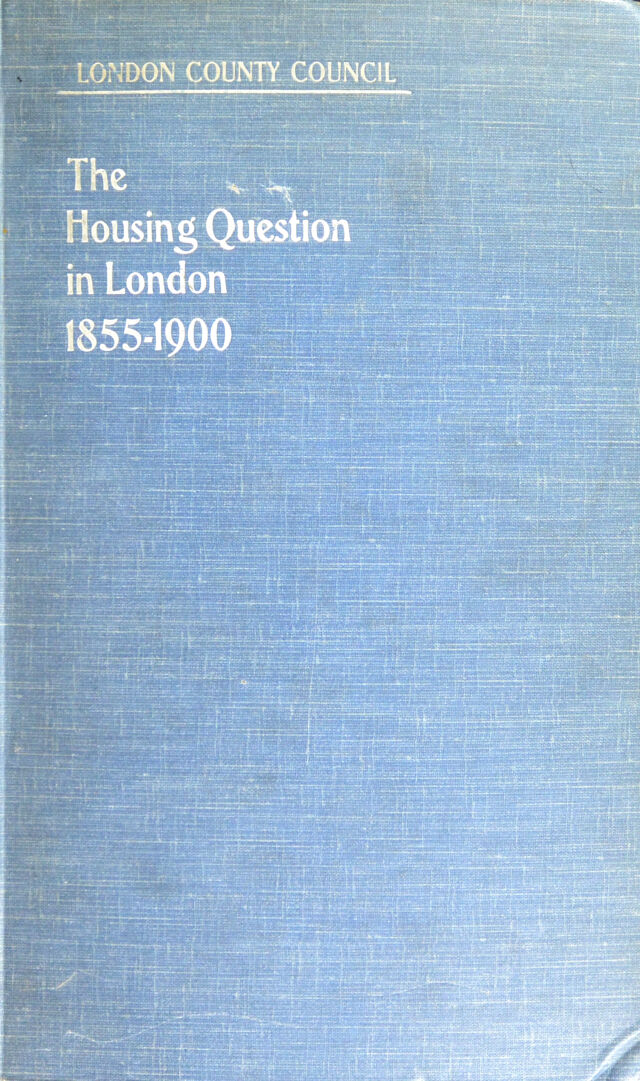 LONDON COUNTY COUNCIL
The
Housing Question
in London
1855-1900